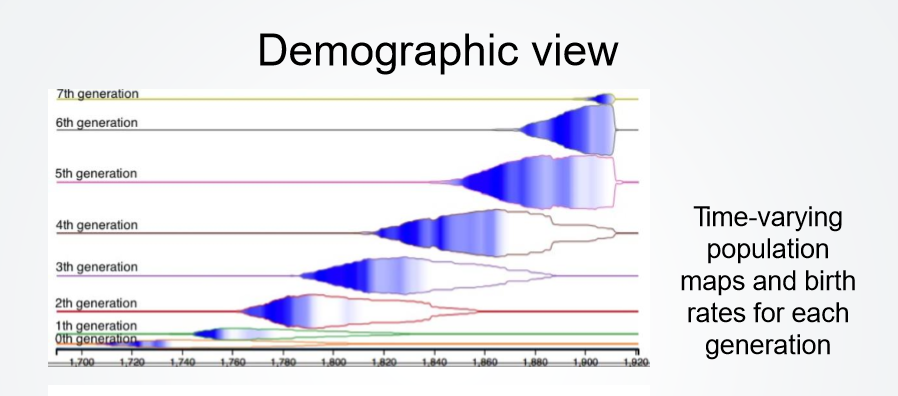 Demographic view
7th generation
6th generation
5th generation
4th generation
3th generation
2th generation
1th generation
0th generation
1,700 1,720 1,740 1,760 1,780 1,800 1,820 1,840 1,860 1,880 1,900 1,920
Time-varying
population
maps and birth
rates for each
generation